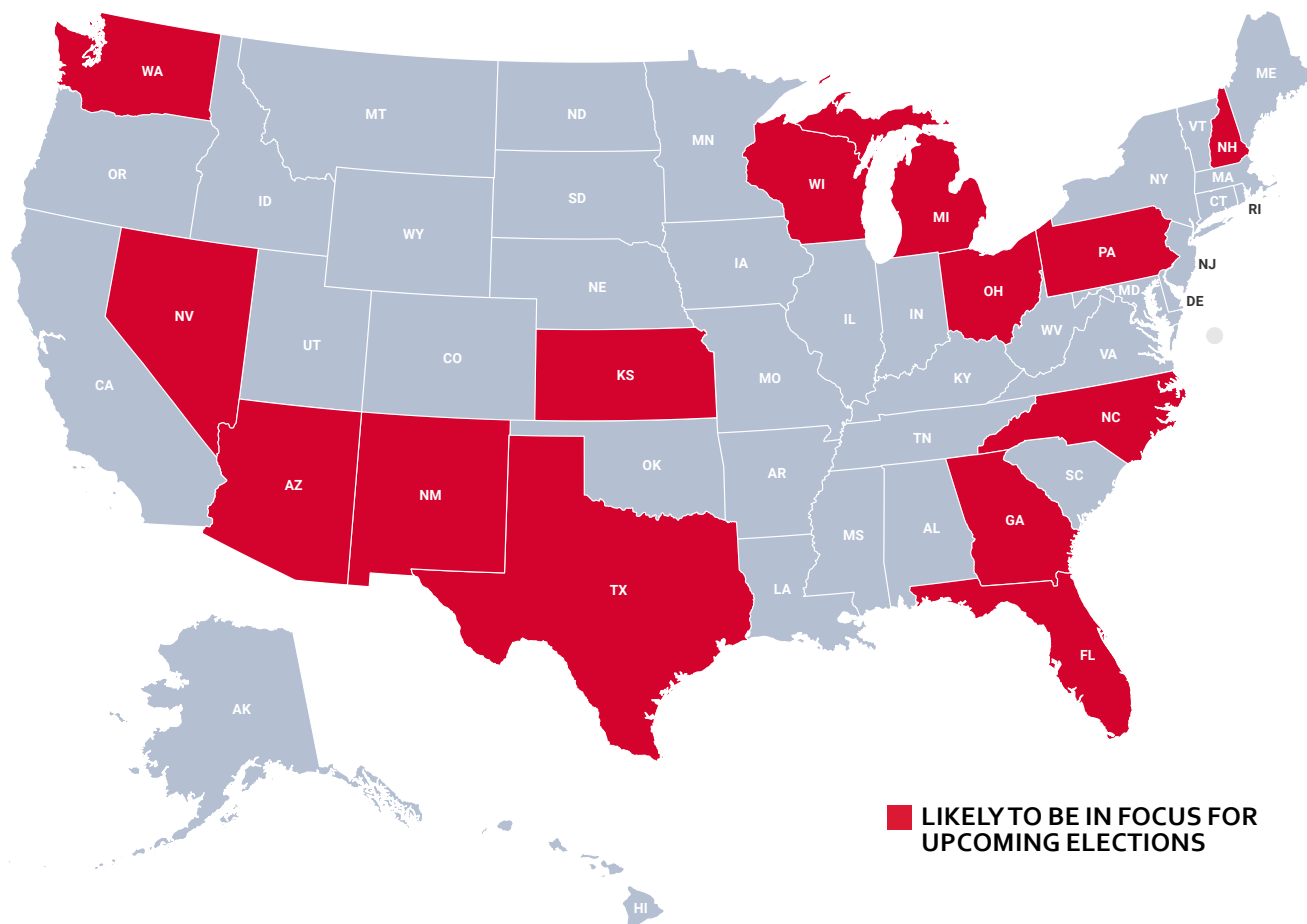 WA
MT
ND
MN
ME
VT
NH
OR
ID
SD
WI
MI
NY
MA
CT
RI
WY
IA
PA
NJ
NE
OH
MD
DE
NV
UT
CO
IL
IN
WV
VA
CA
KS
MO
KY
NC
AZ
NM
OK
AR
TN
SC
TX
MS
AL
GA
LA
FL
AK
HI
LIKELY TO BE IN FOCUS FOR
UPCOMING ELECTIONS